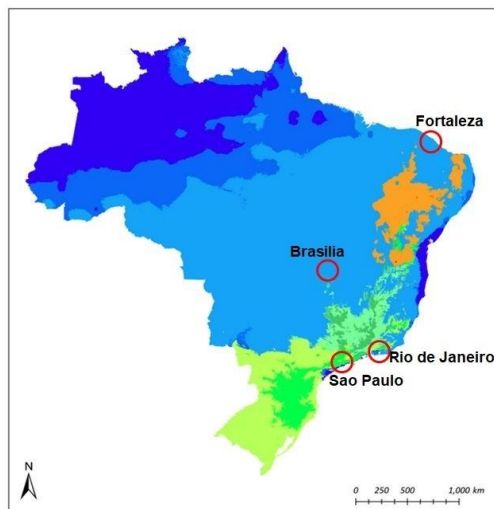 Fortaleza
Brasilia
Rio de Janeiro
Sao Paulo
N
0 250 500 1,000 km